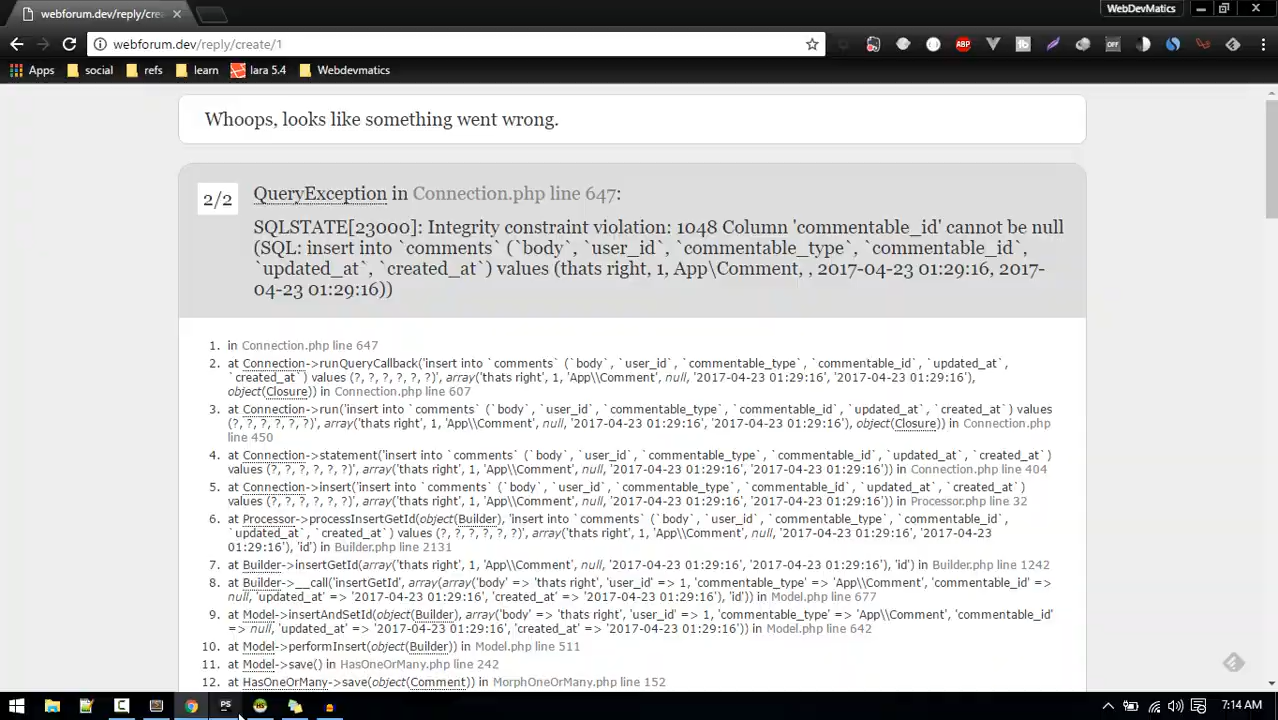 webforum.dev/reply/cre
WebDevMatics
webforum.dev/reply/create/1
ABP
OFF
Apps social refs learn lara 5.4 Webdevmatics
Whoops, looks like something went wrong.
2/2
QueryException in Connection.php line 647:
SQLSTATE[23000]: Integrity constraint violation: 1048 Column 'commentable_id' cannot be null
(SQL: insert into `comments` (`body`, `user_id`, `commentable_type`, `commentable_id`,
`updated_at`, `created_at`) values (thats right, 1, App\Comment, , 2017-04-23 01:29:16, 2017-
04-23 01:29:16))
1. in Connection.php line 647
2. at Connection->runQueryCallback('insert into `comments` (`body`, `user_id`, `commentable_type`, `commentable_id`, `updated_at`,
`created_at`) values (?, ?, ?, ?, ?, ?)', array('thats right', 1, 'App\\Comment', null, '2017-04-23 01:29:16', '2017-04-23 01:29:16'),
object(Closure)) in Connection.php line 607
3. at Connection->run('insert into `comments` (`body`, `user_id`, `commentable_type`, `commentable_id`, `updated_at`, `created_at`) values
(?, ?, ?, ?, ?, ?)', array('thats right', 1, 'App\\Comment', null, '2017-04-23 01:29:16', '2017-04-23 01:29:16'), object(Closure)) in Connection.php
line 450
4. at Connection->statement('insert into `comments` (`body`, `user_id`, `commentable_type`, `commentable_id`, `updated_at`, `created_at`)
values (?, ?, ?, ?, ?, ?)', array('thats right', 1, 'App\\Comment', null, '2017-04-23 01:29:16', '2017-04-23 01:29:16')) in Connection.php line 404
5. at Connection->insert('insert into `comments` (`body`, `user_id`, `commentable_type`, `commentable_id`, `updated_at`, `created_at`)
values (?, ?, ?, ?, ?, ?)', array('thats right', 1, 'App\\Comment', null, '2017-04-23 01:29:16', '2017-04-23 01:29:16')) in Processor.php line 32
6. at Processor->processInsertGetId(object(Builder), 'insert into `comments` (`body`, `user_id`, `commentable_type`, `commentable_id`,
`updated_at`, `created_at`) values (?, ?, ?, ?, ?, ?)', array('thats right', 1, 'App\\Comment', null, '2017-04-23 01:29:16', '2017-04-23
01:29:16'), 'id') in Builder.php line 2131
7. at Builder->insertGetId(array('thats right', 1, 'App\\Comment', null, '2017-04-23 01:29:16', '2017-04-23 01:29:16'), 'id') in Builder.php line 1242
8. at Builder->__call('insertGetId', array(array('body' => 'thats right', 'user_id' => 1, 'commentable_type' => 'App\\Comment', 'commentable_id' =>
null, 'updated_at' => '2017-04-23 01:29:16', 'created_at' => '2017-04-23 01:29:16'), 'id')) in Model.php line 677
9. at Model->insertAndSetId(object(Builder), array('body' => 'thats right', 'user_id' => 1, 'commentable_type' => 'App\\Comment', 'commentable_id'
=> null, 'updated_at' => '2017-04-23 01:29:16', 'created_at' => '2017-04-23 01:29:16')) in Model.php line 642
10. at Model->performInsert(object(Builder)) in Model.php line 511
11. at Model->save() in HasOneOrMany.php line 242
12. at HasOneOrMany->save(object(Comment)) in MorphOneOrMany.php line 152
PS
HS
7:14 AM